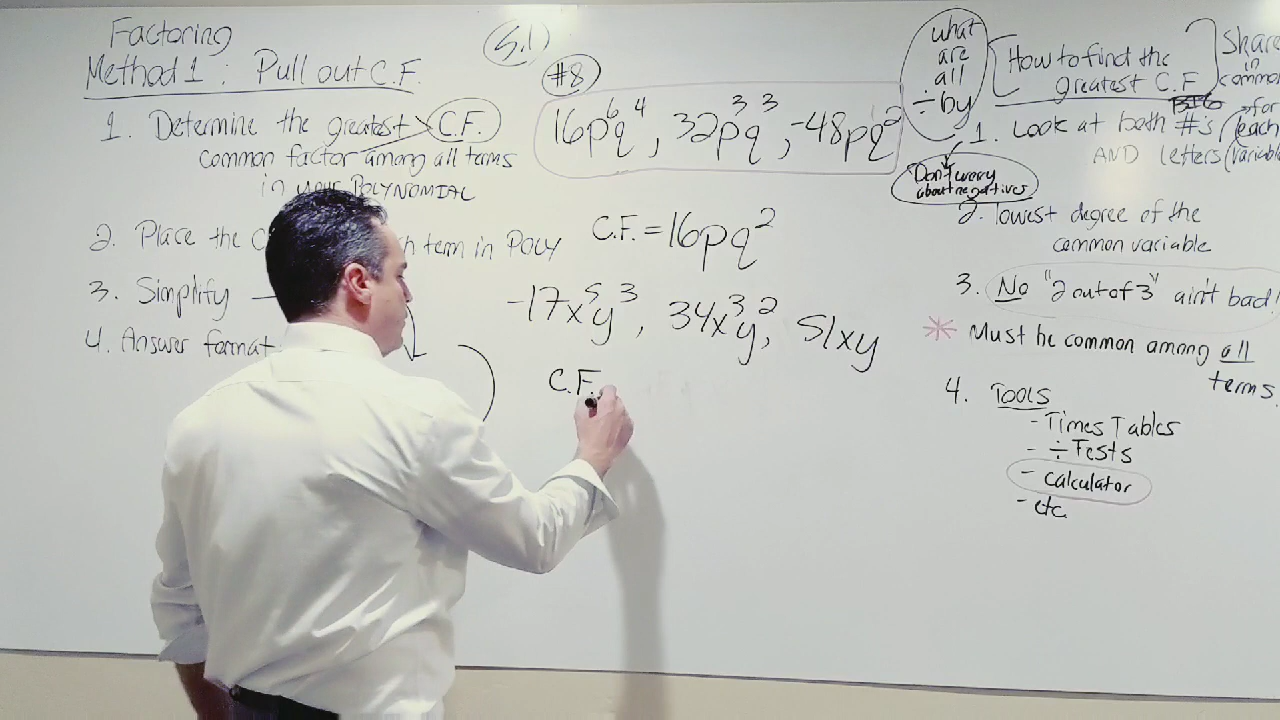 Factoring
Method 1: Pull out C.F.
1. Determine the greatest C.F.
common factor among all terms
in your POLYNOMIAL
2. Place the term in POLY
3. Simplify
4. Answer format
5.1
#8
16p⁶q⁴, 32p³q³, -48pq²
C.F. = 16pq²
-17x⁵y³, 34x³y², 51xy
C.F.
what
are
all
÷ by
How to find the
greatest C.F.
BIG
Share
in
common
1. Look at both #'s
AND letters (variable
for
each
Don't worry
about negatives
2. lowest degree of the
common variable
3. No "2 out of 3" ain't bad!
* Must be common among all
terms.
4. TOOLS
- Times Tables
- ÷ Tests
- calculator
- etc.